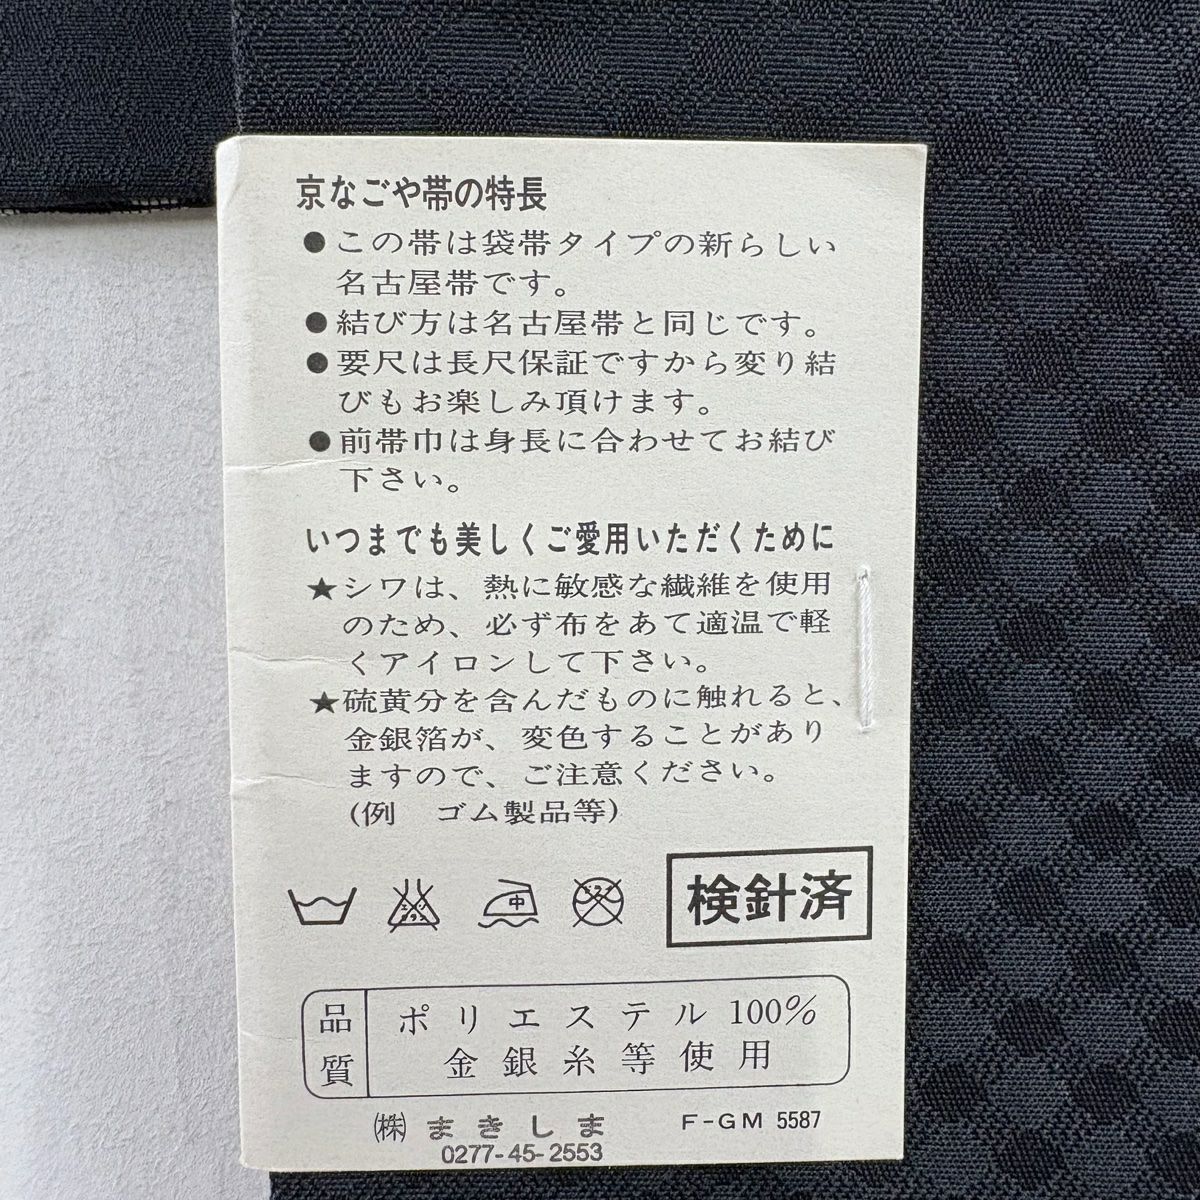 京なごや帯の特長
●この帯は袋帯タイプの新らしい
名古屋帯です。
●結び方は名古屋帯と同じです。
●要尺は長尺保証ですから変り結
びもお楽しみ頂けます。
●前帯巾は身長に合わせてお結び
下さい。
いつまでも美しくご愛用いただくために
★シワは、熱に敏感な繊維を使用
のため、必ず布をあて適温で軽
くアイロンして下さい。
★硫黄分を含んだものに触れると、
金銀箔が、変色することがあり
ますので、ご注意ください。
(例　ゴム製品等)
エンソ
サラシ
中
ドライ
検針済
品質
ポリエステル 100%
金銀糸等使用
㈱ まきしま
F-GM 5587
0277-45-2553